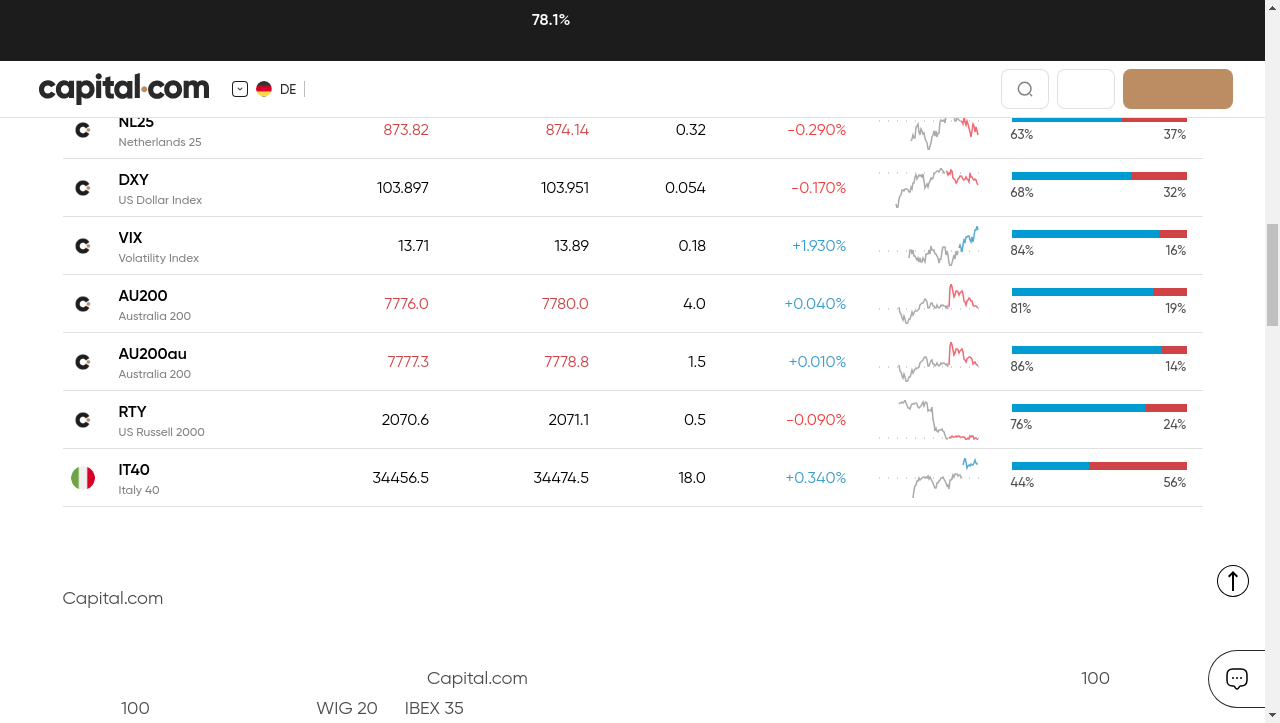 78.1%
capital.com DE
NL25 873.82 874.14 0.32 -0.290%
Netherlands 25 63% 37%
DXY 103.897 103.951 0.054 -0.170%
US Dollar Index 68% 32%
VIX 13.71 13.89 0.18 +1.930%
Volatility Index 84% 16%
AU200 7776.0 7780.0 4.0 +0.040%
Australia 200 81% 19%
AU200au 7777.3 7778.8 1.5 +0.010%
Australia 200 86% 14%
RTY 2070.6 2071.1 0.5 -0.090%
US Russell 2000 76% 24%
IT40 34456.5 34474.5 18.0 +0.340%
Italy 40 44% 56%
Capital.com
Capital.com 100
100 WIG 20 IBEX 35